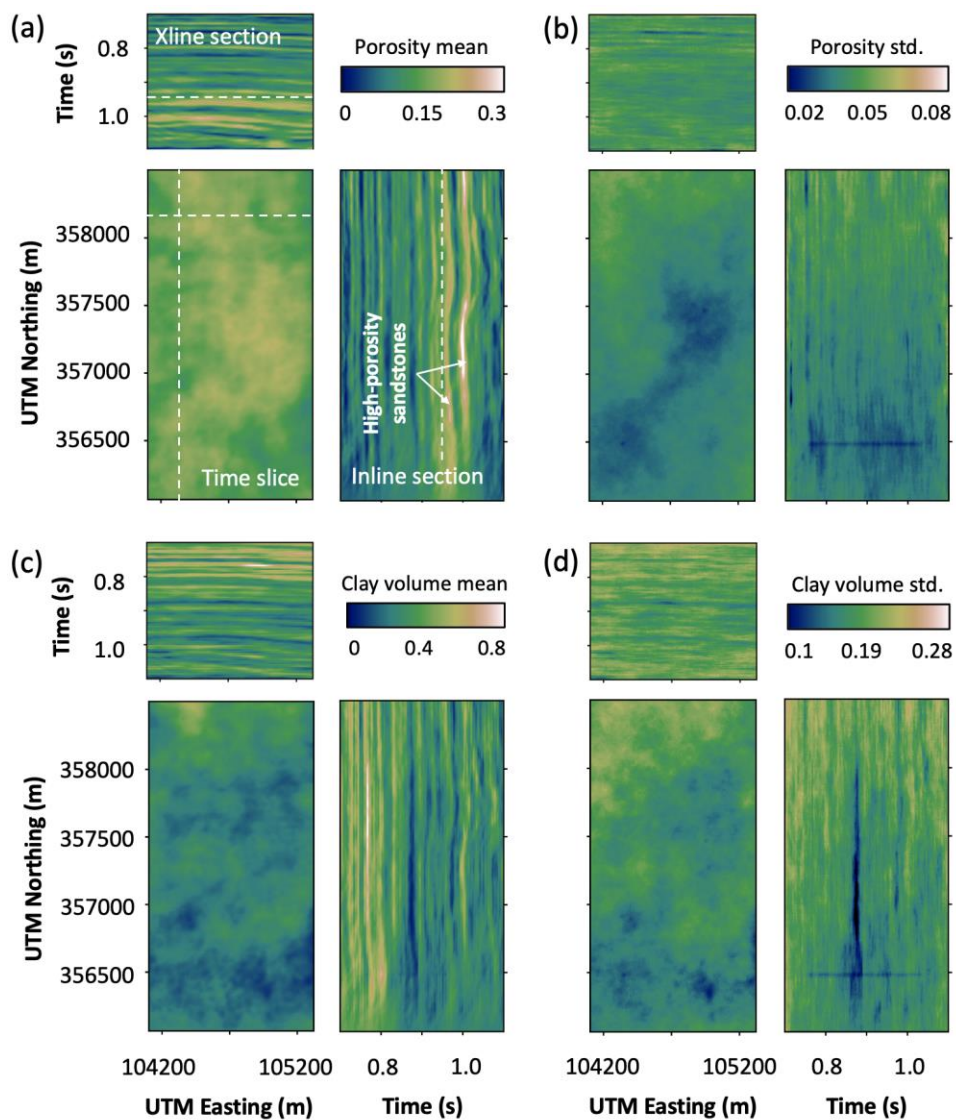 (a)
Xline section
Time (s)
0.8
1.0
Porosity mean
0 0.15 0.3
(b)
Porosity std.
0.02 0.05 0.08
UTM Northing (m)
358000
357500
357000
356500
Time slice
High-porosity
sandstones
Inline section
(c)
Time (s)
0.8
1.0
Clay volume mean
0 0.4 0.8
(d)
Clay volume std.
0.1 0.19 0.28
UTM Northing (m)
358000
357500
357000
356500
104200 105200 0.8 1.0 104200 105200 0.8 1.0
UTM Easting (m) Time (s) UTM Easting (m) Time (s)